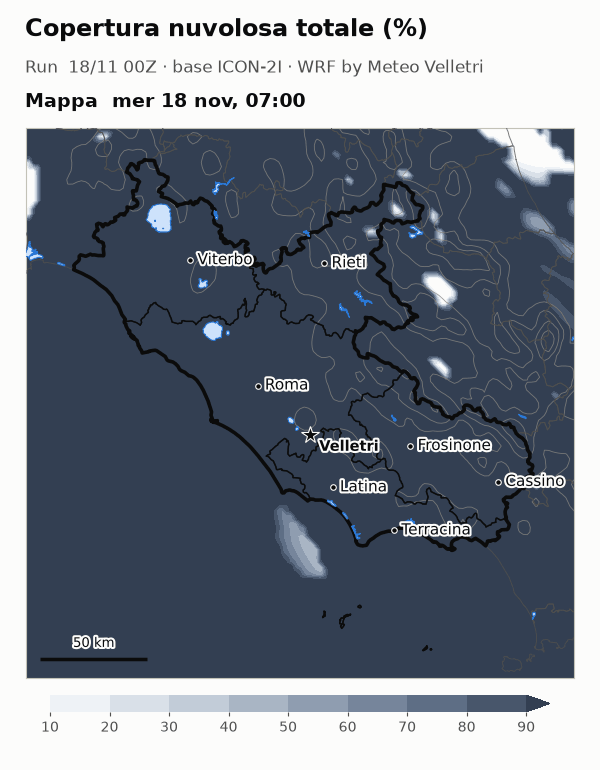 Copertura nuvolosa totale (%)
Run  18/11 00Z · base ICON-2I · WRF by Meteo Velletri
Mappa  mer 18 nov, 07:00
Viterbo
Rieti
Roma
Velletri
Frosinone
Cassino
Latina
Terracina
50 km
10 20 30 40 50 60 70 80 90